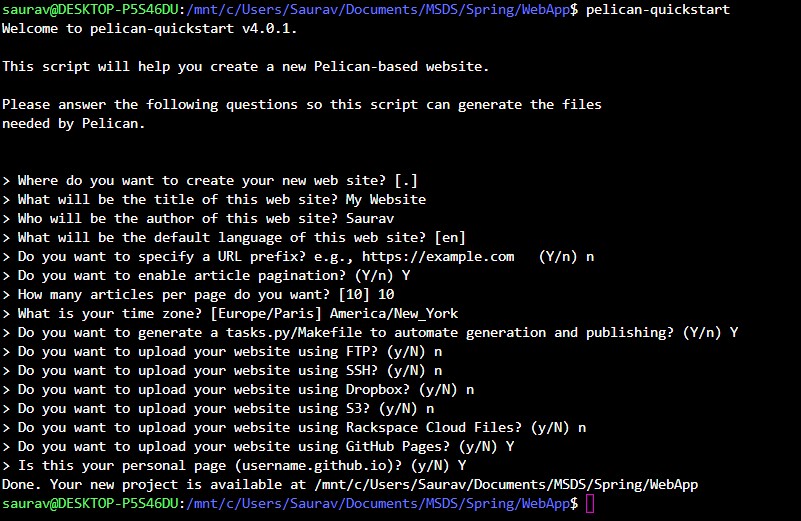 saurav@DESKTOP-P5S46DU:/mnt/c/Users/Saurav/Documents/MSDS/Spring/WebApp$ pelican-quickstart
Welcome to pelican-quickstart v4.0.1.
This script will help you create a new Pelican-based website.
Please answer the following questions so this script can generate the files
needed by Pelican.
> Where do you want to create your new web site? [.]
> What will be the title of this web site? My Website
> Who will be the author of this web site? Saurav
> What will be the default language of this web site? [en]
> Do you want to specify a URL prefix? e.g., https://example.com   (Y/n) n
> Do you want to enable article pagination? (Y/n) Y
> How many articles per page do you want? [10] 10
> What is your time zone? [Europe/Paris] America/New_York
> Do you want to generate a tasks.py/Makefile to automate generation and publishing? (Y/n) Y
> Do you want to upload your website using FTP? (y/N) n
> Do you want to upload your website using SSH? (y/N) n
> Do you want to upload your website using Dropbox? (y/N) n
> Do you want to upload your website using S3? (y/N) n
> Do you want to upload your website using Rackspace Cloud Files? (y/N) n
> Do you want to upload your website using GitHub Pages? (y/N) Y
> Is this your personal page (username.github.io)? (y/N) Y
Done. Your new project is available at /mnt/c/Users/Saurav/Documents/MSDS/Spring/WebApp
saurav@DESKTOP-P5S46DU:/mnt/c/Users/Saurav/Documents/MSDS/Spring/WebApp$